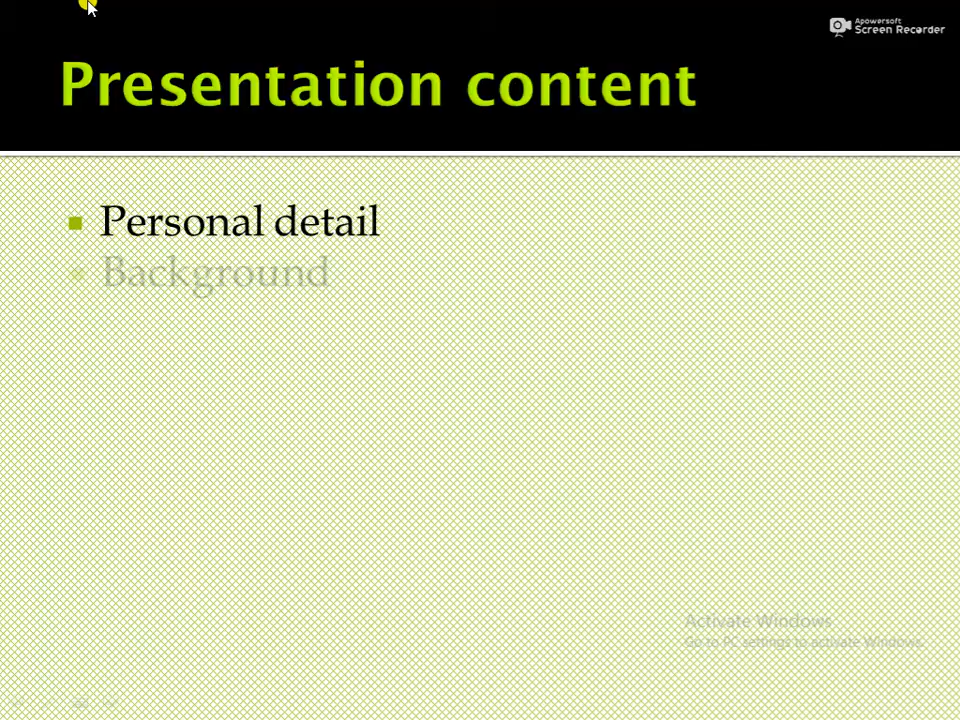 Apowersoft
Screen Recorder
Presentation content
Personal detail
Background
Activate Windows
Go to PC settings to activate Windows.